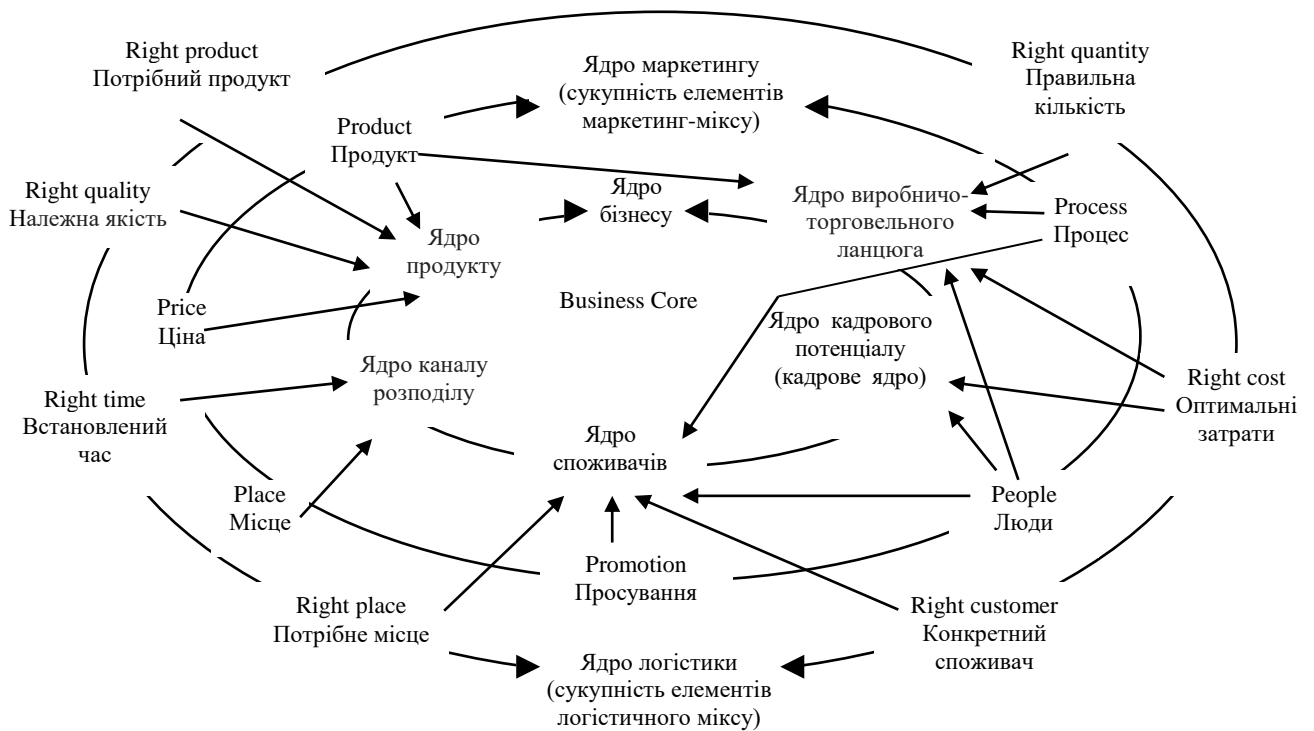 Right product
Потрібний продукт
Ядро маркетингу
(сукупність елементів
маркетинг-міксу)
Right quantity
Правильна
кількість
Product
Продукт
Right quality
Належна якість
Ядро
бізнесу
Ядро виробничо-
торговельного
ланцюга
Process
Процес
Ядро
продукту
Business Core
Price
Ціна
Ядро кадрового
потенціалу
(кадрове ядро)
Ядро каналу
розподілу
Right time
Встановлений
час
Right cost
Оптимальні
затрати
Ядро
споживачів
Place
Місце
People
Люди
Promotion
Просування
Right place
Потрібне місце
Right customer
Конкретний
споживач
Ядро логістики
(сукупність елементів
логістичного міксу)